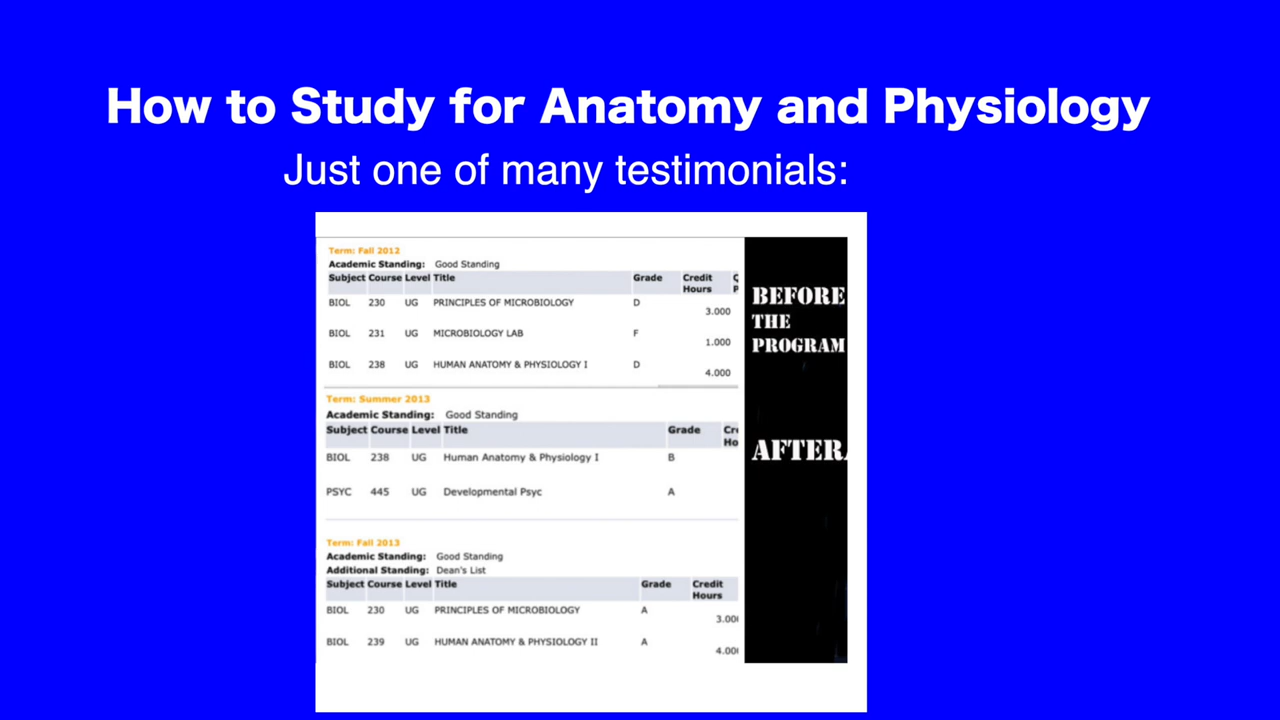 How to Study for Anatomy and Physiology
Just one of many testimonials:
Term: Fall 2012
Academic Standing: Good Standing
Subject Course Level Title Grade Credit Hours
BIOL 230 UG PRINCIPLES OF MICROBIOLOGY D 3.000
BIOL 231 UG MICROBIOLOGY LAB F 1.000
BIOL 238 UG HUMAN ANATOMY & PHYSIOLOGY I D 4.000
BEFORE
THE
PROGRAM
Term: Summer 2013
Academic Standing: Good Standing
Subject Course Level Title Grade
BIOL 238 UG Human Anatomy & Physiology I B
PSYC 445 UG Developmental Psyc A
AFTER
Term: Fall 2013
Academic Standing: Good Standing
Additional Standing: Dean's List
Subject Course Level Title Grade Credit Hours
BIOL 230 UG PRINCIPLES OF MICROBIOLOGY A 3.00
BIOL 239 UG HUMAN ANATOMY & PHYSIOLOGY II A 4.00